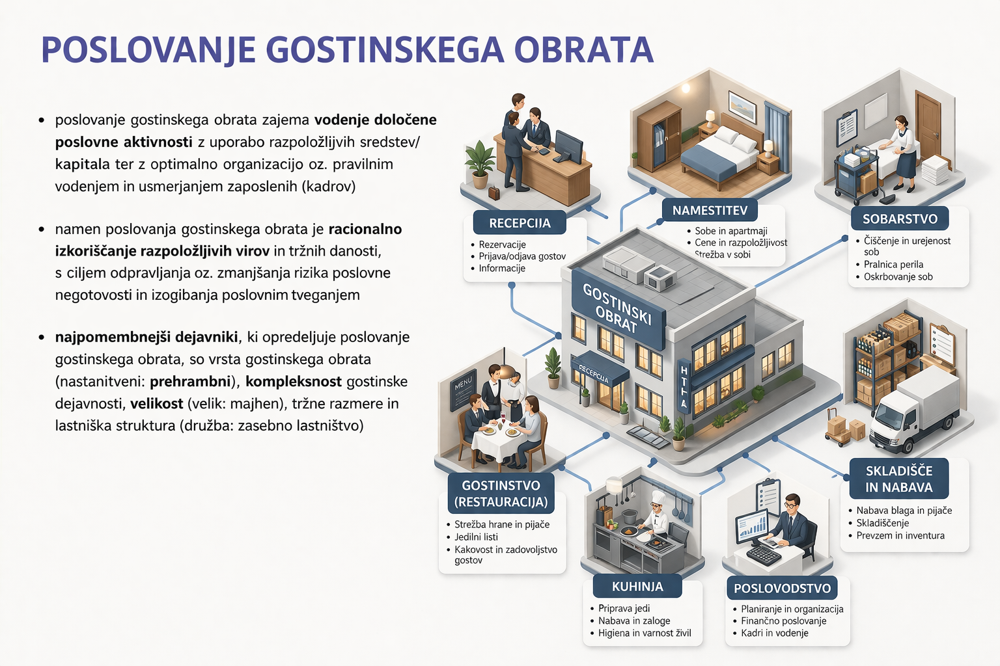 POSLOVANJE GOSTINSKEGA OBRATA
• poslovanje gostinskega obrata zajema vodenje določene
poslovne aktivnosti z uporabo razpoložljivih sredstev/
kapitala ter z optimalno organizacijo oz. pravilnim
vodenjem in usmerjanjem zaposlenih (kadrov)
• namen poslovanja gostinskega obrata je racionalno
izkoriščanje razpoložljivih virov in tržnih danosti,
s ciljem odpravljanja oz. zmanjšanja rizika poslovne
negotovosti in izogibanja poslovnim tveganjem
• najpomembnejši dejavniki, ki opredeljuje poslovanje
gostinskega obrata, so vrsta gostinskega obrata
(nastanitveni: prehrambni), kompleksnost gostinske
dejavnosti, velikost (velik: majhen), tržne razmere in
lastniška struktura (družba: zasebno lastništvo)
RECEPCIJA
• Rezervacije
• Prijava/odjava gostov
• Informacije
NAMESTITEV
• Sobe in apartmaji
• Cene in razpoložljivost
Strežba v sobi
SOBARSTVO
• Čiščenje in urejenost
sob
• Pralnica perila
• Oskrbovanje sob
GOSTINSKI
OBRAT
RECEPCIJA
HTFA
MENU
GOSTINSTVO
(RESTAURACIJA)
• Strežba hrane in pijače
• Jedilni listi
• Kakovost in zadovoljstvo
gostov
KUHINJA
• Priprava jedi
• Nabava in zaloge
• Higiena in varnost živil
POSLOVODSTVO
• Planiranje in organizacija
• Finančno poslovanje
• Kadri in vodenje
SKLADIŠČE
IN NABAVA
• Nabava blaga in pijače
• Skladiščenje
• Prevzem in inventura